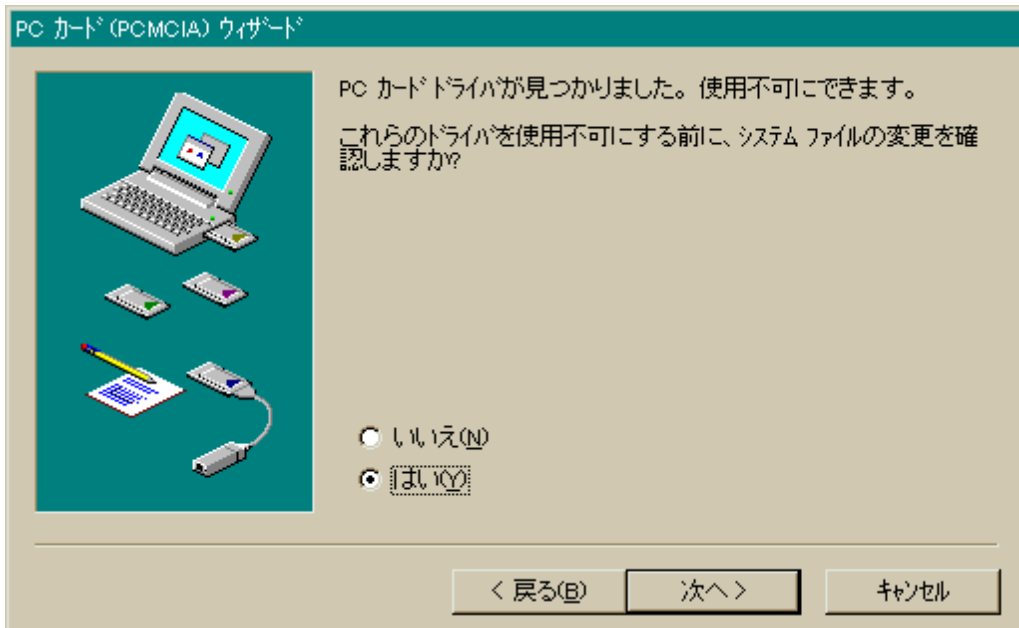 PC ｶｰﾄﾞ (PCMCIA) ｳｨｻﾞｰﾄﾞ
PC ｶｰﾄﾞ ﾄﾞﾗｲﾊﾞが見つかりました。使用不可にできます。
これらのﾄﾞﾗｲﾊﾞを使用不可にする前に、ｼｽﾃﾑ ﾌｧｲﾙの変更を確
認しますか?
いいえ(N)
はい(Y)
< 戻る(B)
次へ >
ｷｬﾝｾﾙ